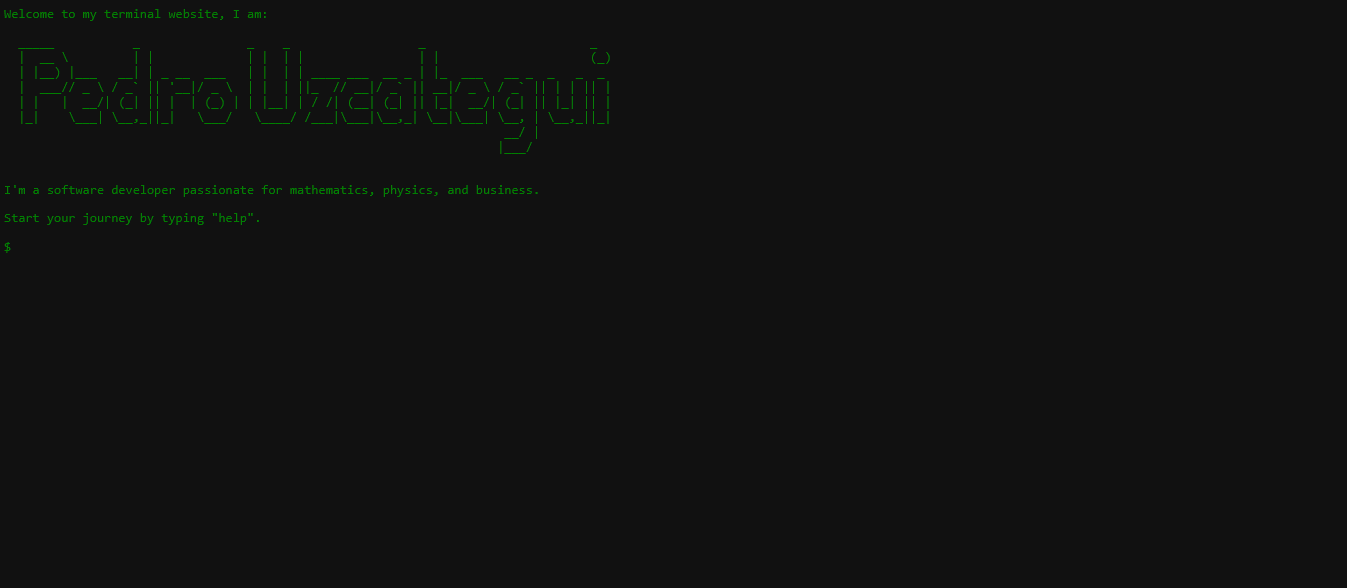 Welcome to my terminal website, I am:
Pedro Uzcategui
I'm a software developer passionate for mathematics, physics, and business.
Start your journey by typing "help".
$